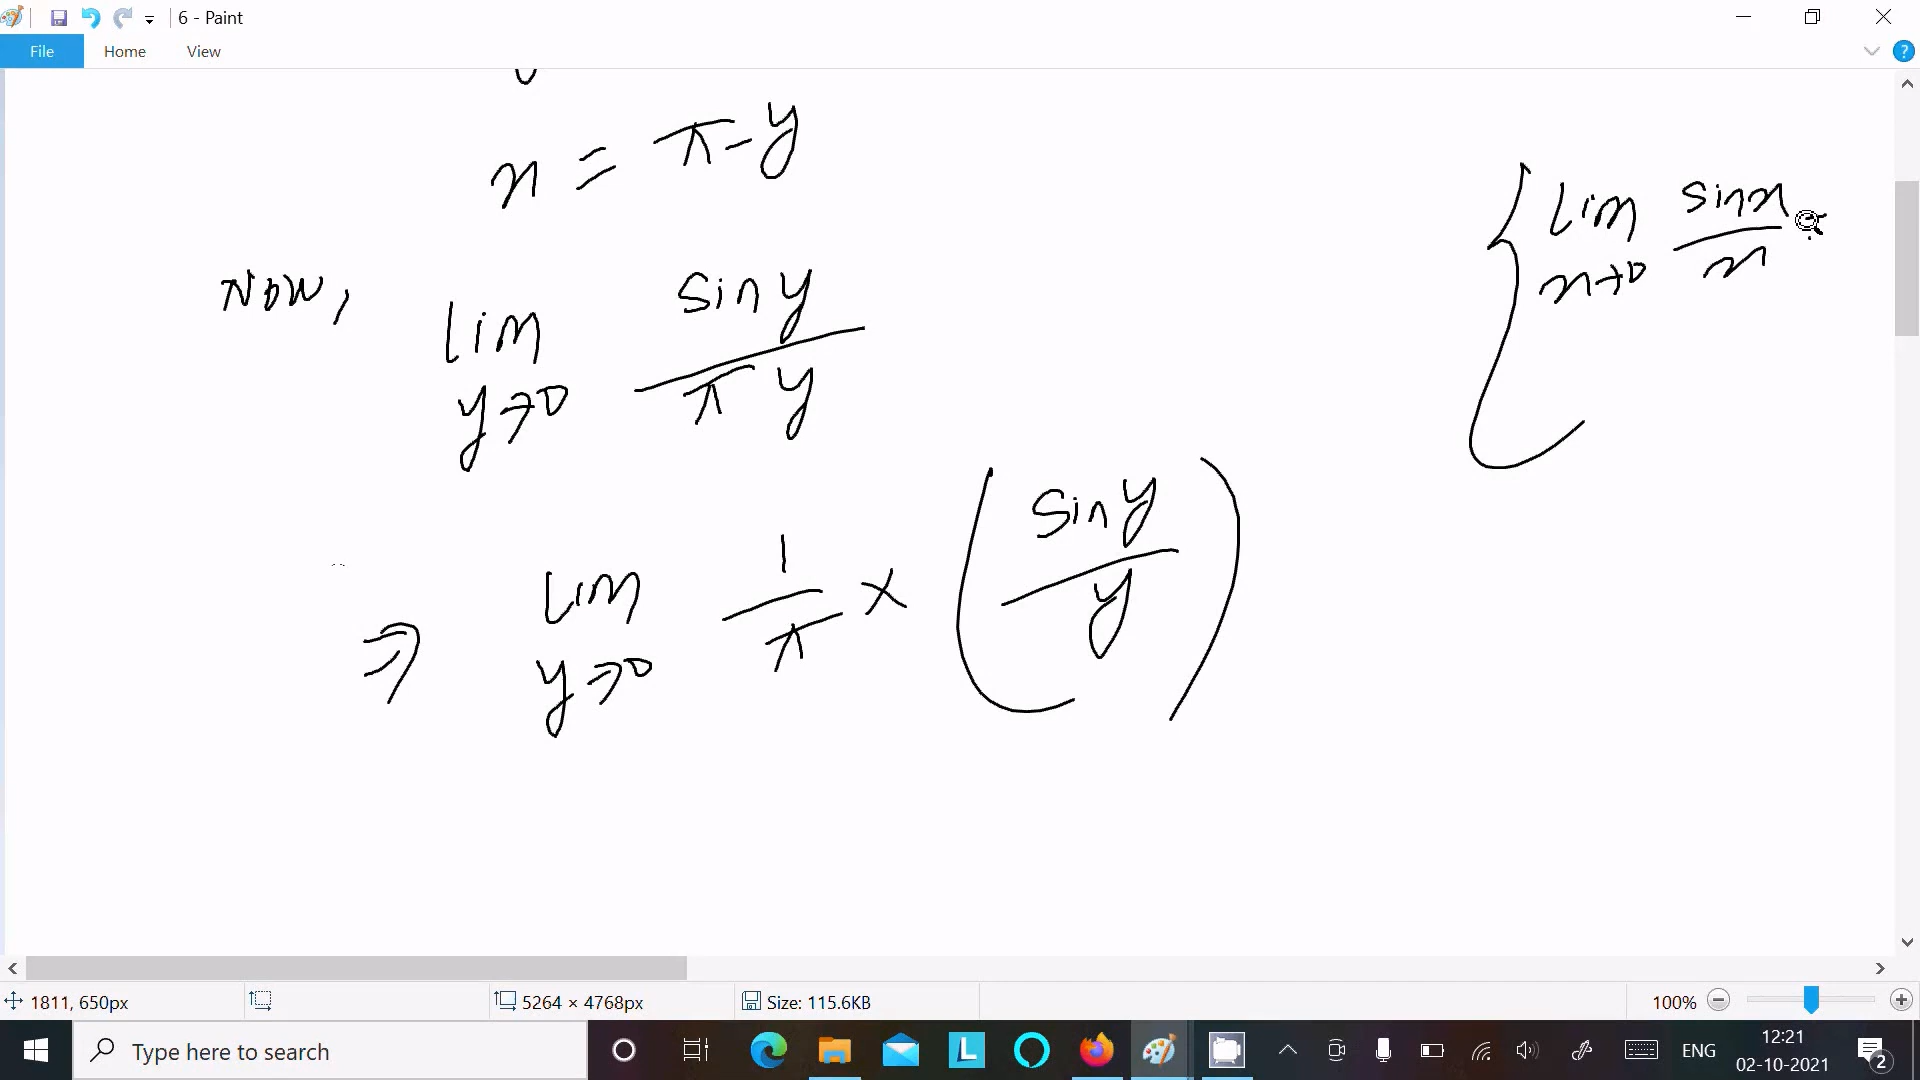 6 - Paint
File Home View
x = π - y
Now, lim y→0 sin y / π y
{ lim x→0 sin x / x =
⇒ lim y→0 1/π × ( sin y / y )
1811, 650px 5264 × 4768px Size: 115.6KB 100%
Type here to search
L
ENG
12:21
02-10-2021
2